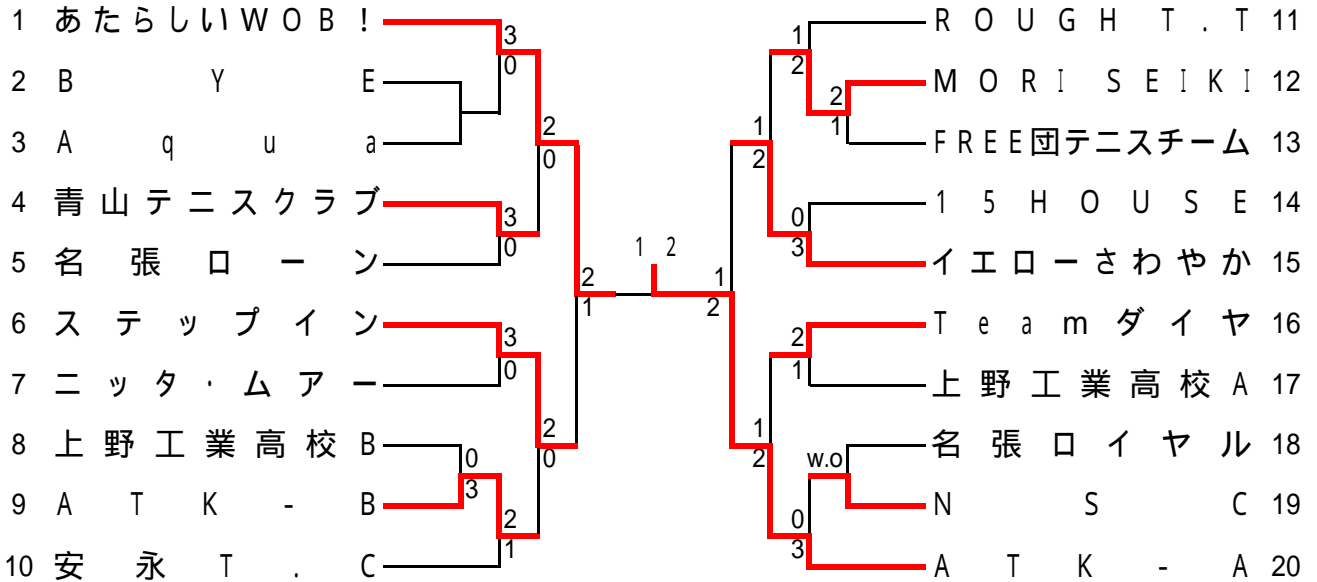 1 あたらしいWOB!
2 BYE
3 Aqua
4 青山テニスクラブ
5 名張ローン
6 ステップイン
7 ニッタ・ムアー
8 上野工業高校B
9 ATK-B
10 安永T.C
3
0
2
0
3
0
2
1
3
0
2
0
0
3
2
1
1 2
1
2
1
2
2
1
1
2
0
3
2
1
1
2
w.o
0
3
ROUGH T.T 11
MORI SEIKI 12
FREE団テニスチーム 13
15HOUSE 14
イエローさわやか 15
Teamダイヤ 16
上野工業高校A 17
名張ロイヤル 18
NSC 19
ATK-A 20